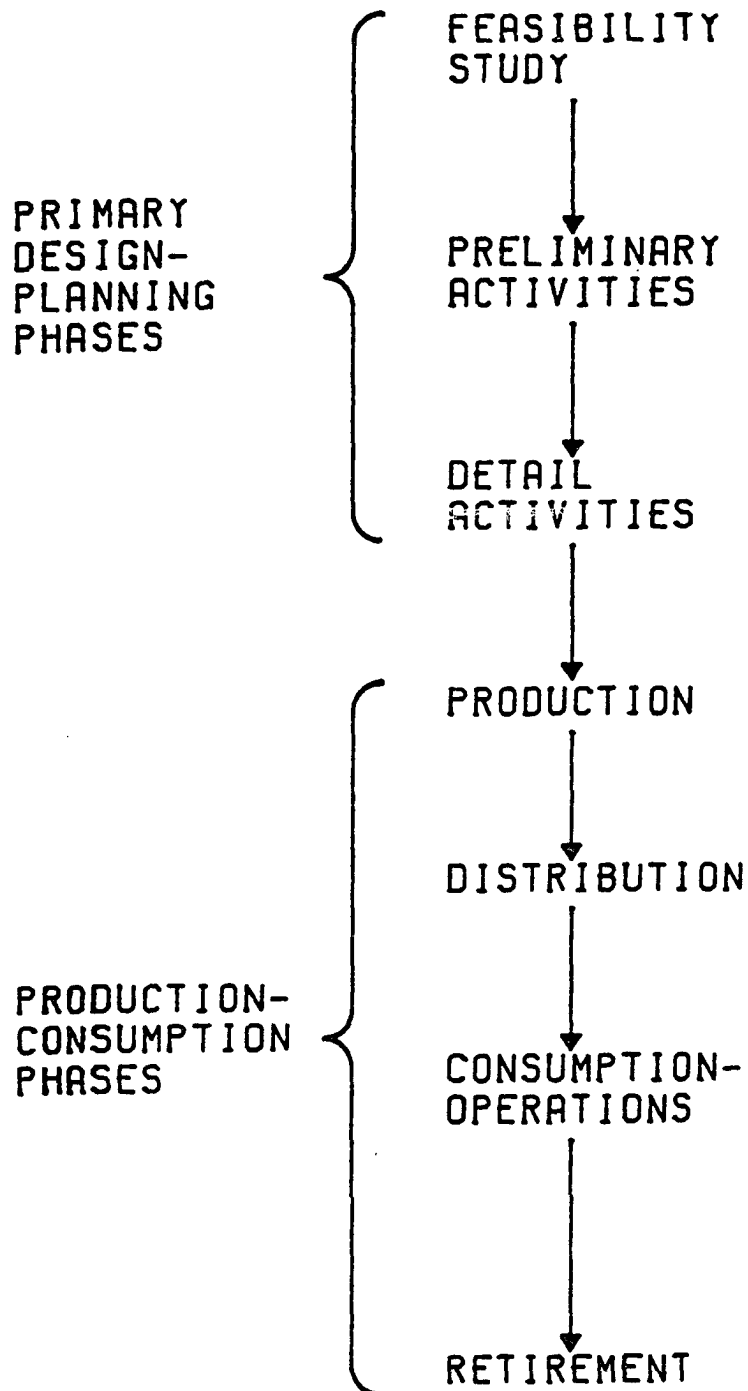 FEASIBILITY
STUDY
PRIMARY
DESIGN-
PLANNING
PHASES
PRELIMINARY
ACTIVITIES
DETAIL
ACTIVITIES
PRODUCTION
DISTRIBUTION
PRODUCTION-
CONSUMPTION
PHASES
CONSUMPTION-
OPERATIONS
RETIREMENT